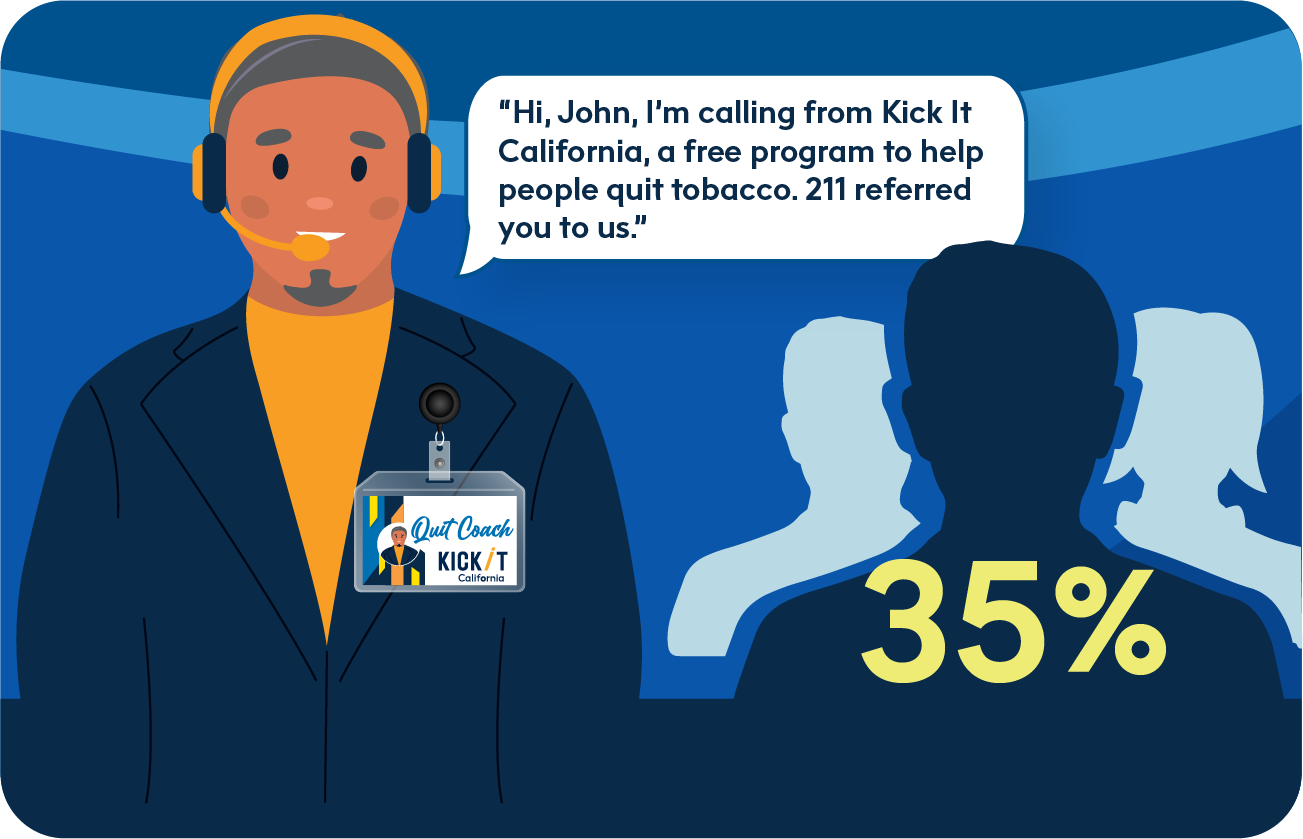 “Hi, John, I’m calling from Kick It
California, a free program to help
people quit tobacco. 211 referred
you to us.”
Quit Coach
KICK iT
California
35%